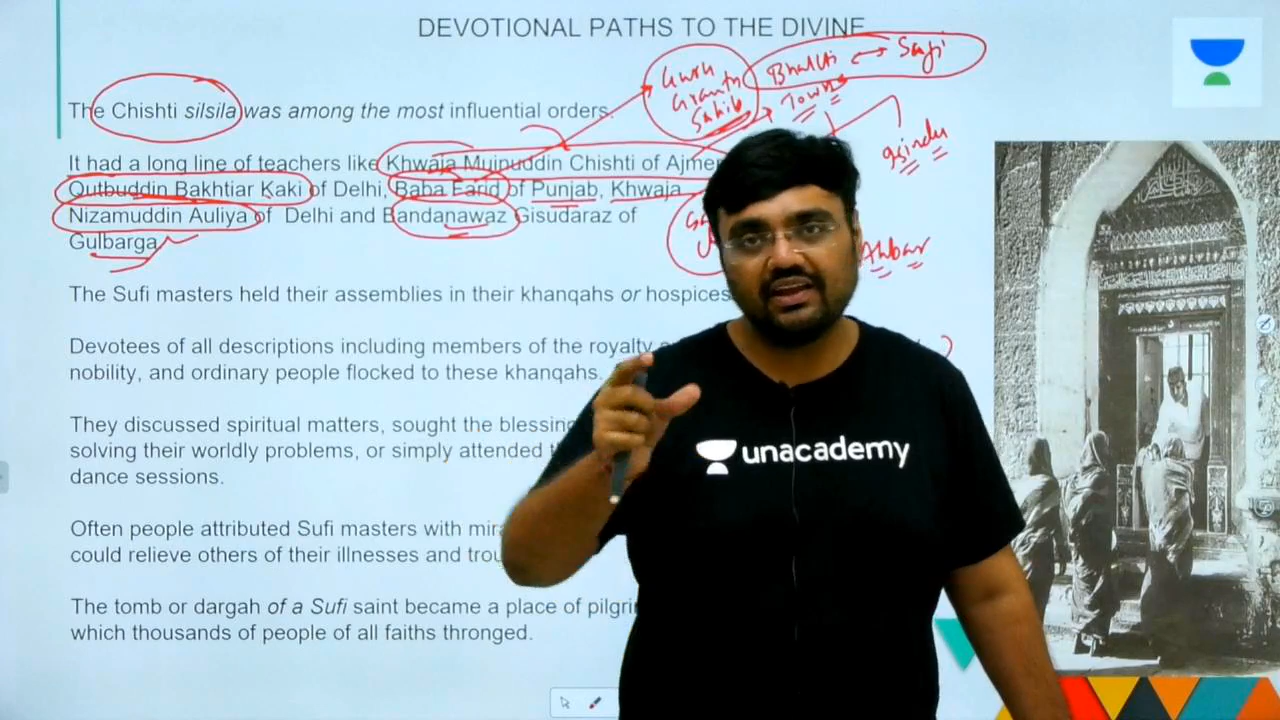 DEVOTIONAL PATHS TO THE DIVINE
Guru
Granth
Sahib
Bhakti ↔ Sufi
Town
The Chishti silsila was among the most influential orders.
It had a long line of teachers like Khwaja Muinuddin Chishti of Ajmer
Qutbuddin Bakhtiar Kaki of Delhi, Baba Farid of Punjab, Khwaja
Nizamuddin Auliya of Delhi and Bandanawaz Gisudaraz of
Gulbarga
Akbar
The Sufi masters held their assemblies in their khanqahs or hospices
Devotees of all descriptions including members of the royalty
nobility, and ordinary people flocked to these khanqahs.
They discussed spiritual matters, sought the blessing
solving their worldly problems, or simply attended
dance sessions.
Often people attributed Sufi masters with
could relieve others of their illnesses and
The tomb or dargah of a Sufi saint became a place of
which thousands of people of all faiths thronged.
unacademy